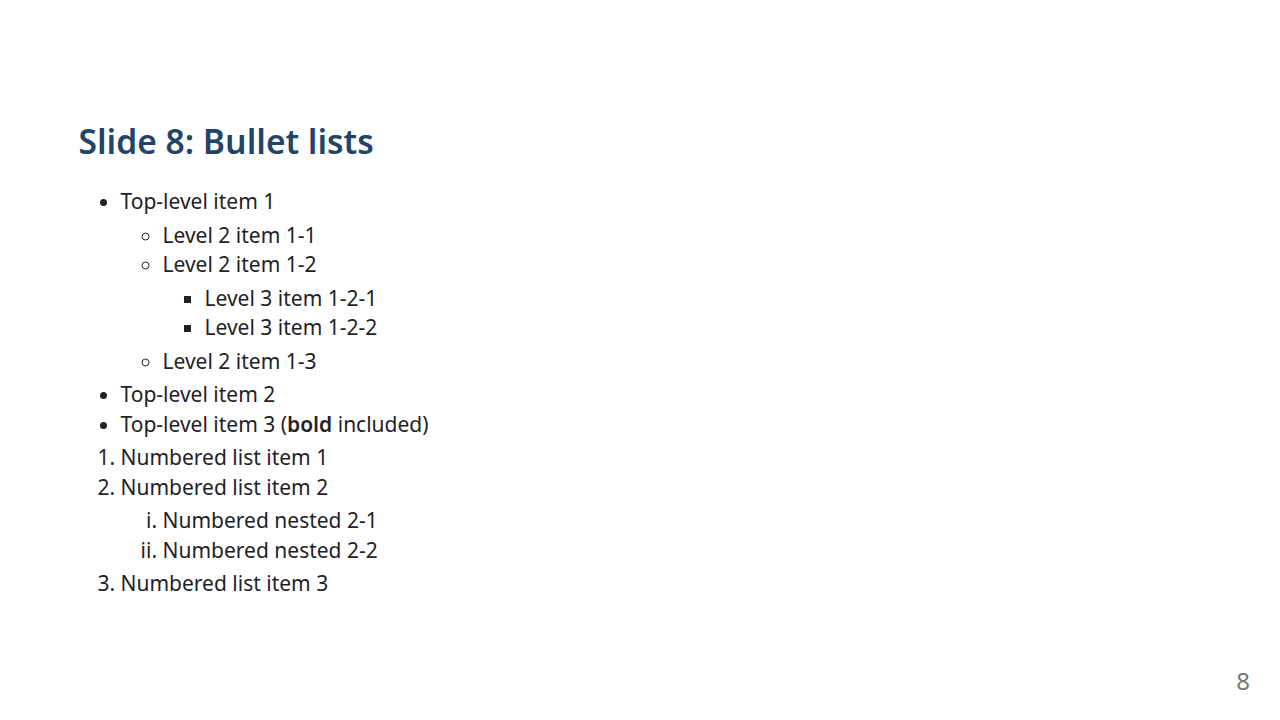 Slide 8: Bullet lists
• Top-level item 1
◦ Level 2 item 1-1
◦ Level 2 item 1-2
▪ Level 3 item 1-2-1
▪ Level 3 item 1-2-2
◦ Level 2 item 1-3
• Top-level item 2
• Top-level item 3 (bold included)
1. Numbered list item 1
2. Numbered list item 2
i. Numbered nested 2-1
ii. Numbered nested 2-2
3. Numbered list item 3
8